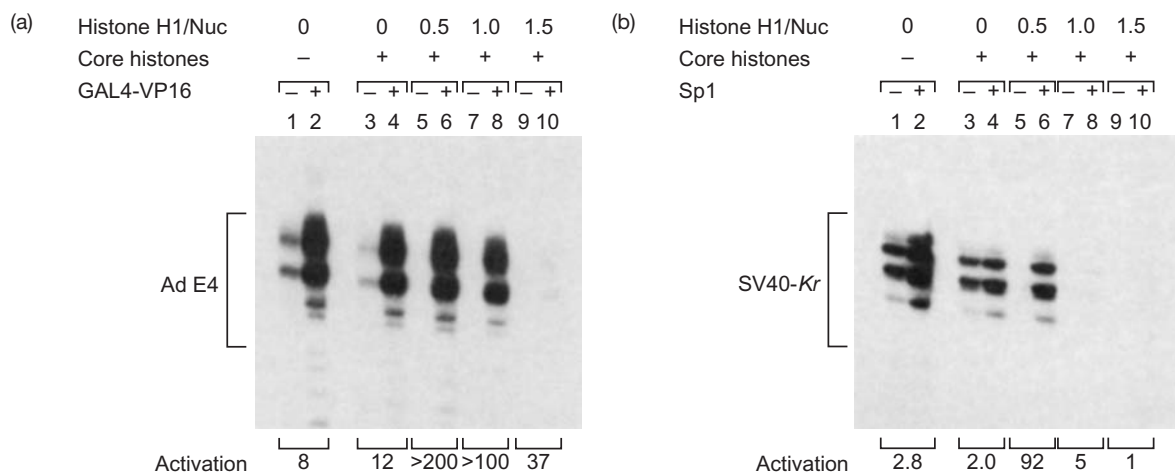 (a)
Histone H1/Nuc 0 0 0.5 1.0 1.5
Core histones – + + + +
GAL4-VP16 – + – + – + – + – +
1 2 3 4 5 6 7 8 9 10
Ad E4
Activation 8 12 >200 >100 37
(b)
Histone H1/Nuc 0 0 0.5 1.0 1.5
Core histones – + + + +
Sp1 – + – + – + – + – +
1 2 3 4 5 6 7 8 9 10
SV40-Kr
Activation 2.8 2.0 92 5 1